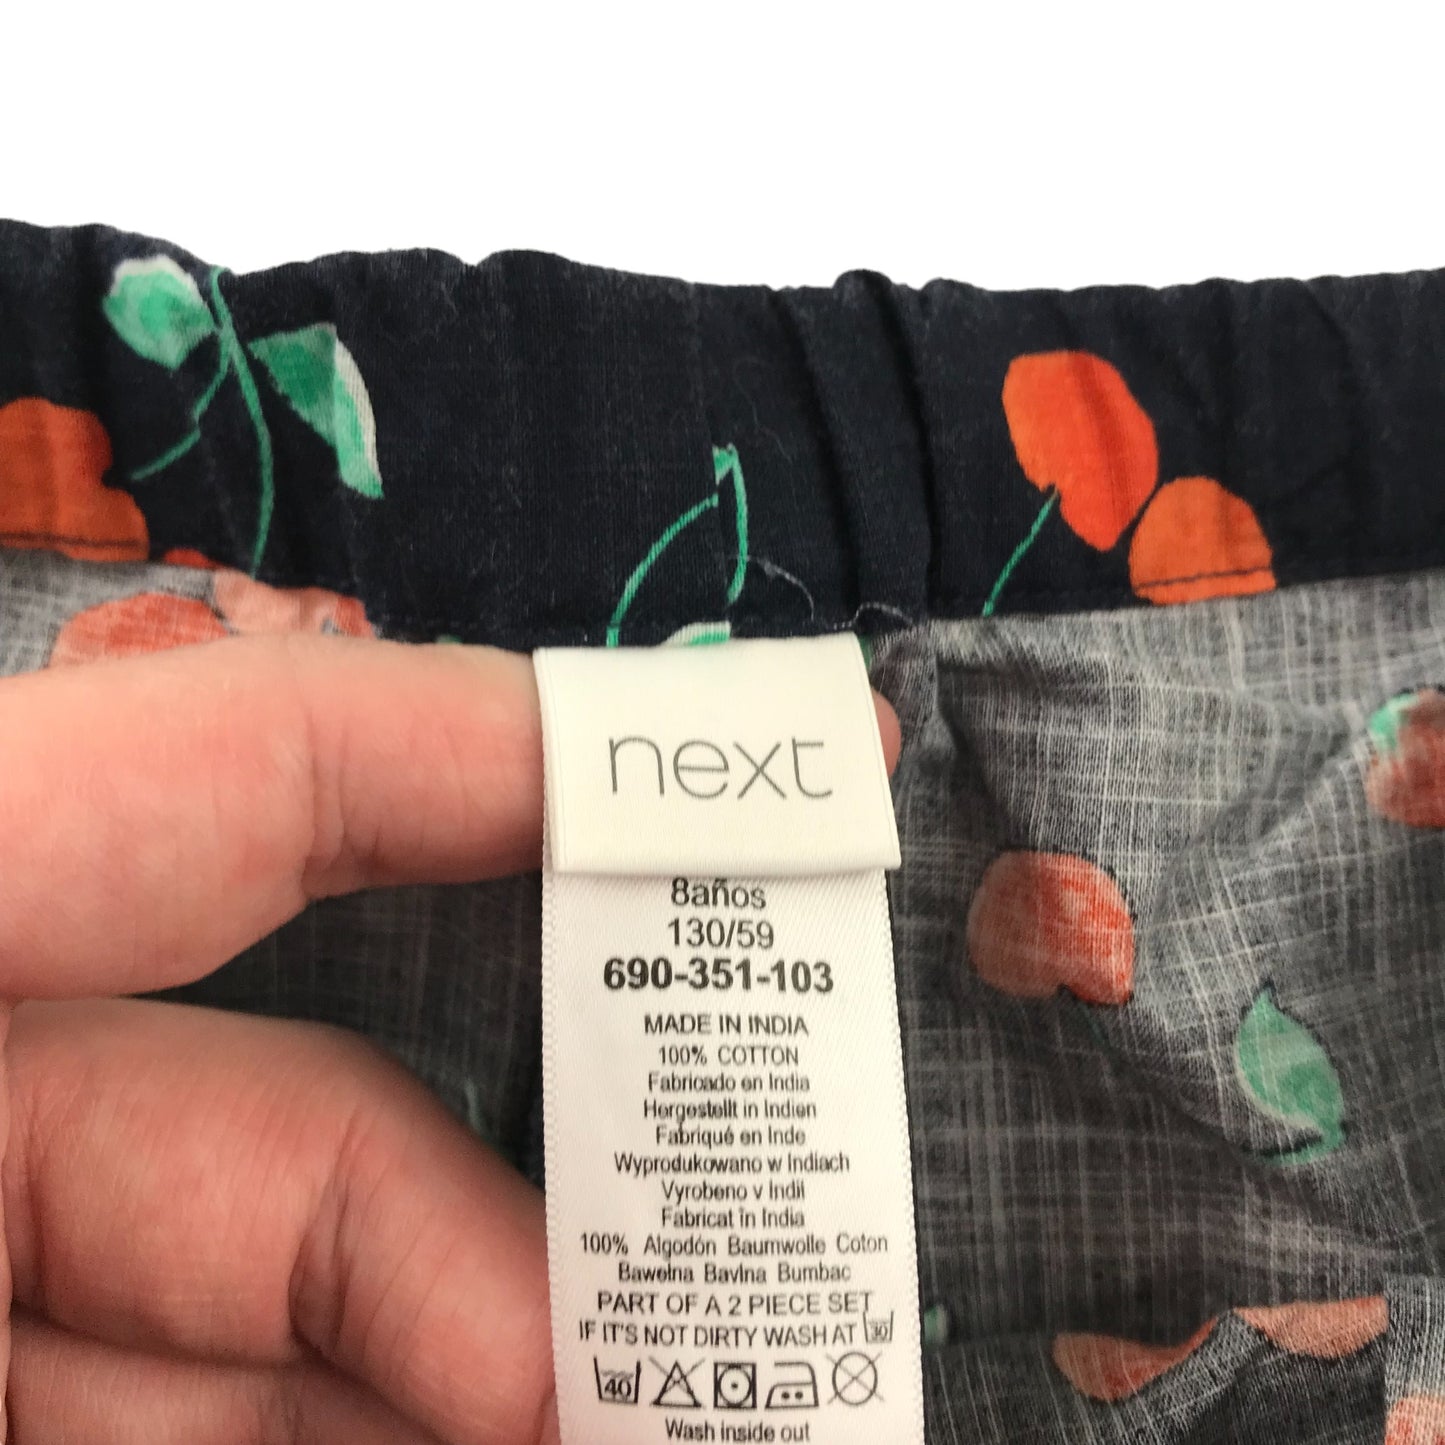 next
8años
130/59
690-351-103
MADE IN INDIA
100% COTTON
Fabricado en India
Hergestellt in Indien
Fabriqué en Inde
Wyprodukowano w Indiach
Vyrobeno v Indii
Fabricat în India
100% Algodón Baumwolle Coton
Bawełna Bavlna Bumbac
PART OF A 2 PIECE SET
IF IT'S NOT DIRTY WASH AT 30
40
Wash inside out